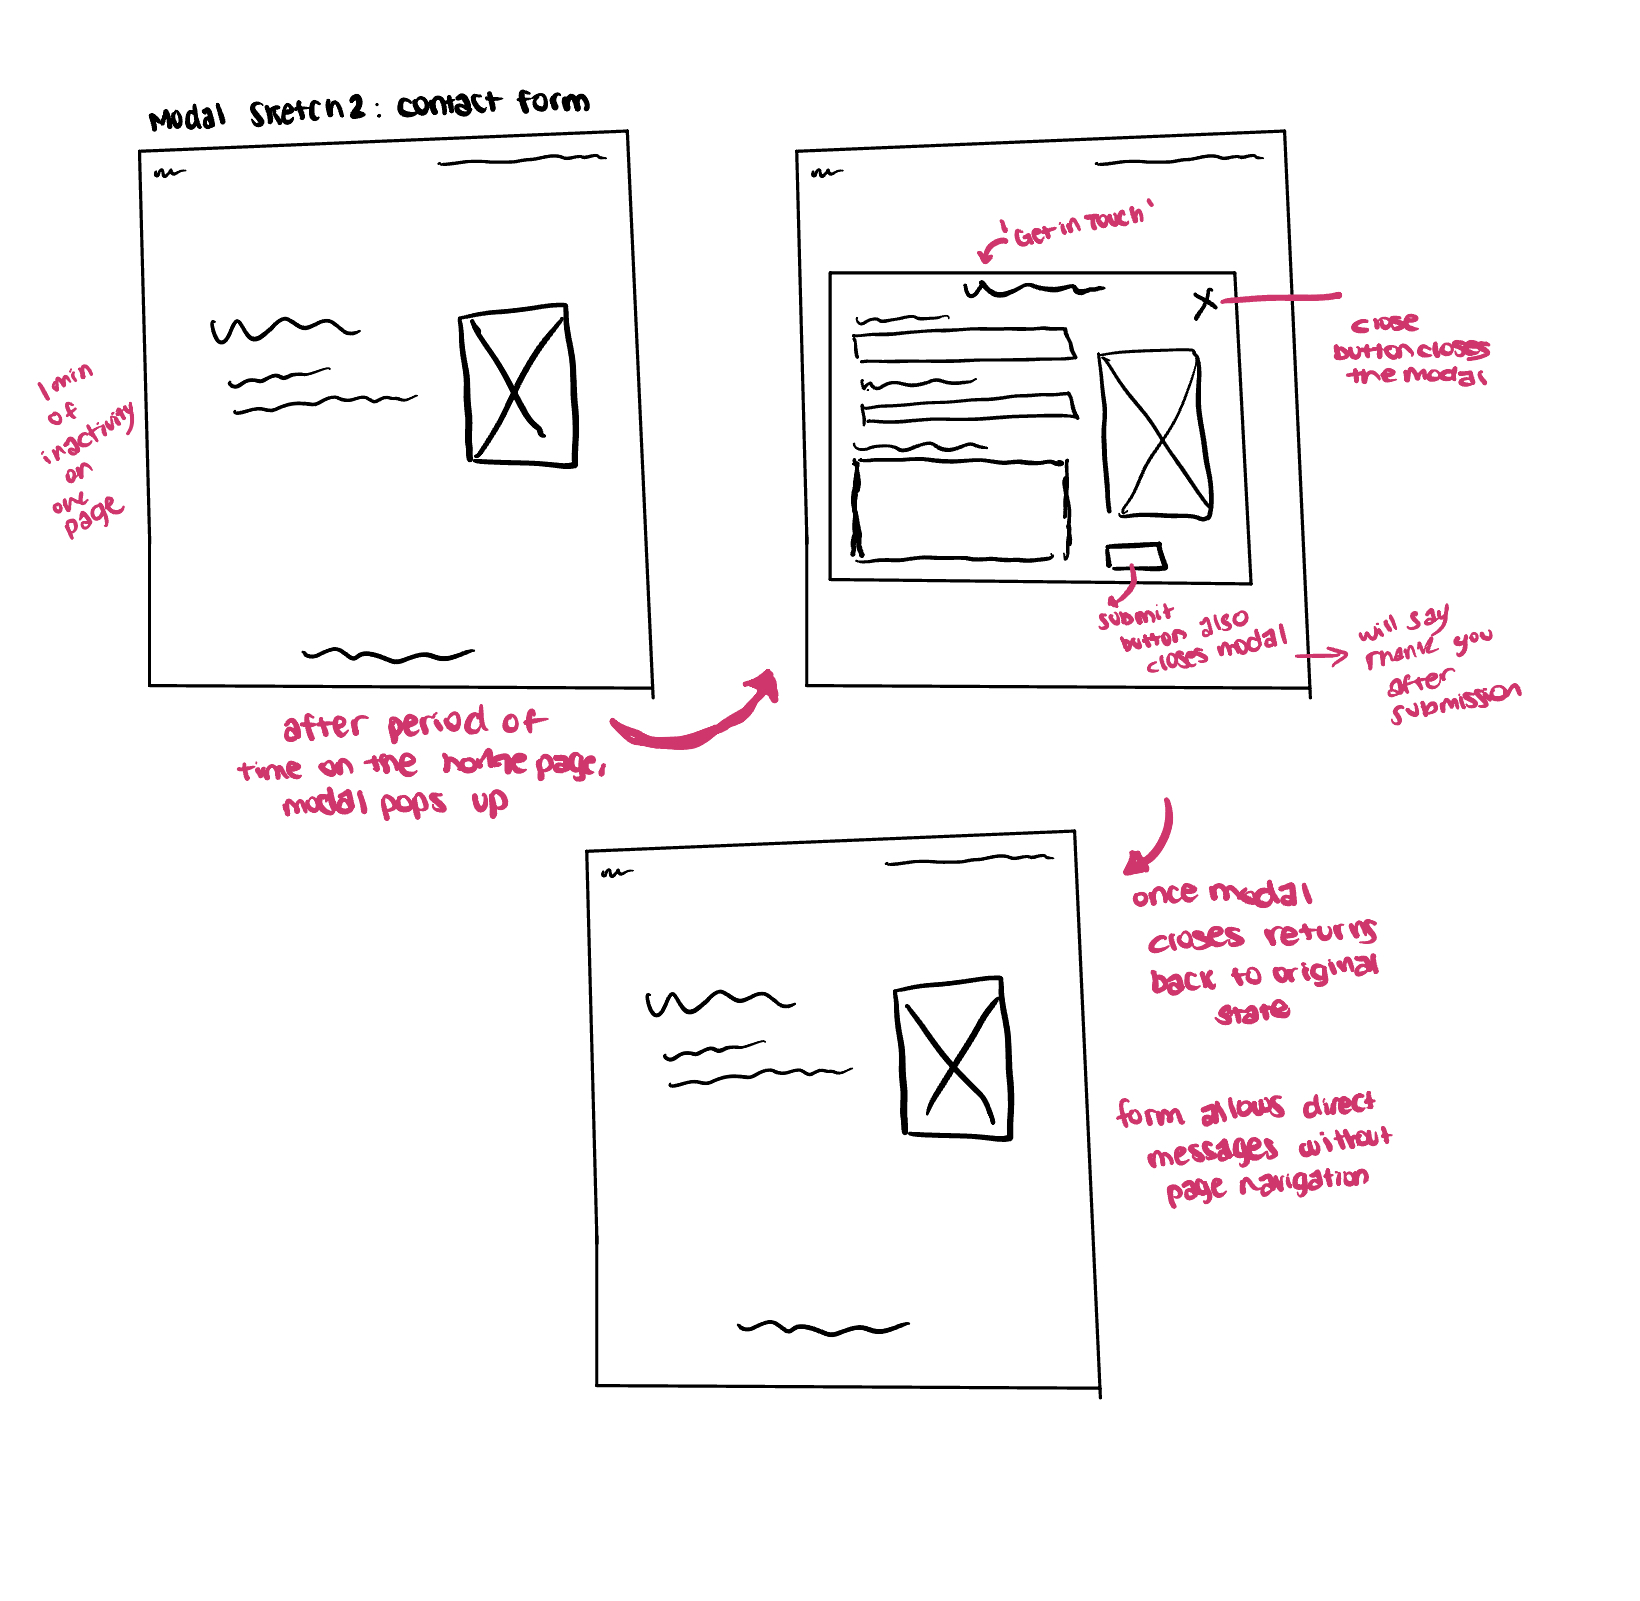 Modal Sketch 2: contact form
1 min
of
inactivity
on
one
page
after period of
time on the home page,
modal pops up
'Get in Touch'
close
button closes
the modal
submit
button also
closes modal
will say
Thank you
after
submission
once modal
closes returns
back to original
state
form allows direct
messages without
page navigation